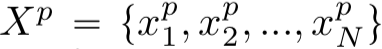 $X^p = \{x_1^p, x_2^p, ..., x_N^p\}$